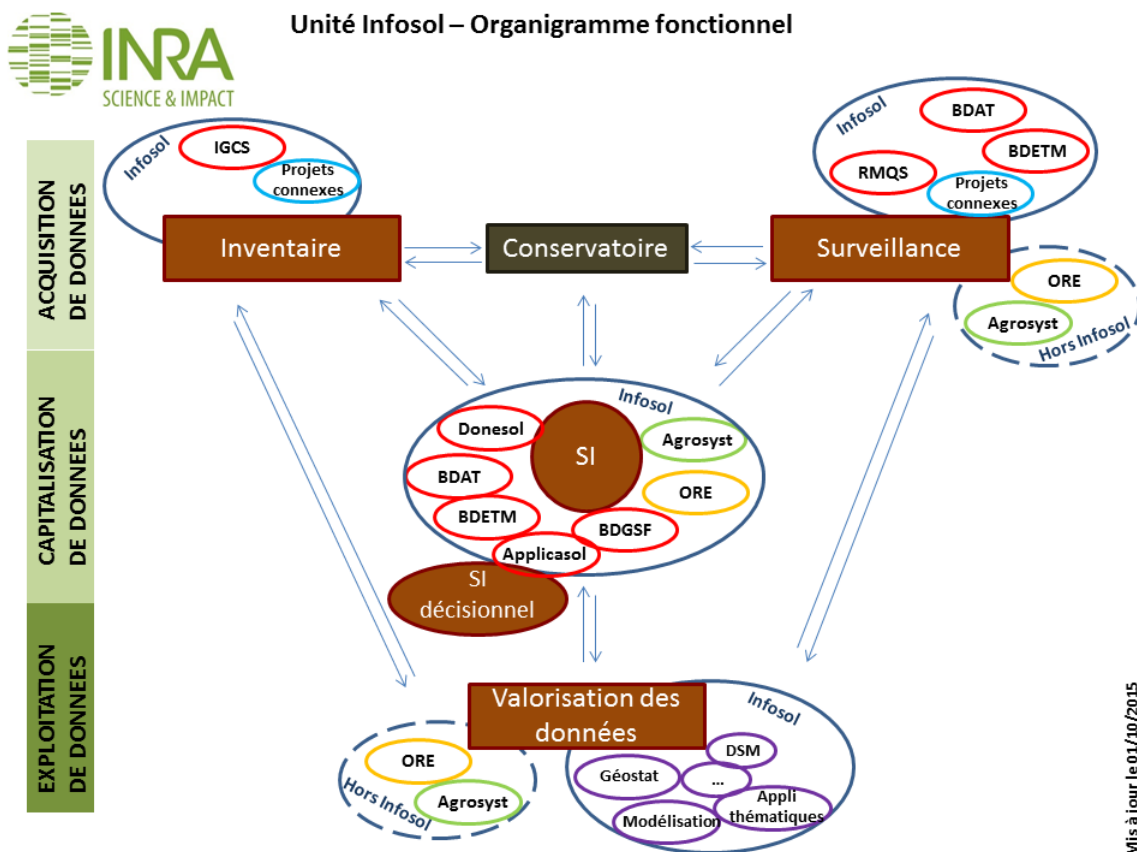 Unité Infosol – Organigramme fonctionnel
INRA
SCIENCE & IMPACT
ACQUISITION
DE DONNEES
CAPITALISATION
DE DONNEES
EXPLOITATION
DE DONNEES
Infosol
IGCS
Projets
connexes
Inventaire
Conservatoire
Infosol
BDAT
BDETM
RMQS
Projets
connexes
Surveillance
ORE
Agrosyst
Hors Infosol
Infosol
Donesol
SI
Agrosyst
BDAT
ORE
BDETM
BDGSF
Applicasol
SI
décisionnel
Valorisation des
données
Infosol
ORE
Agrosyst
Hors Infosol
DSM
Géostat
...
Appli
thématiques
Modélisation
Mis à jour le 01/10/2015